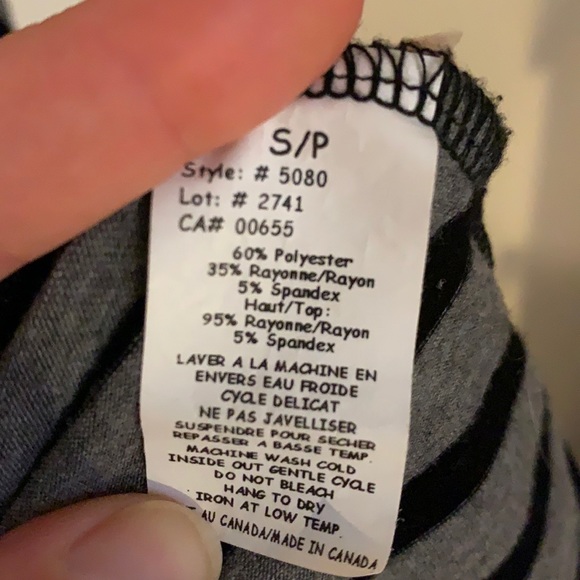 S/P
Style: # 5080
Lot: # 2741
CA# 00655
60% Polyester
35% Rayonne/Rayon
5% Spandex
Haut/Top:
95% Rayonne/Rayon
5% Spandex
LAVER A LA MACHINE EN
ENVERS EAU FROIDE
CYCLE DELICAT
NE PAS JAVELLISER
SUSPENDRE POUR SECHER
REPASSER A BASSE TEMP.
MACHINE WASH COLD
INSIDE OUT GENTLE CYCLE
DO NOT BLEACH
HANG TO DRY
IRON AT LOW TEMP
AU CANADA/MADE IN CANADA